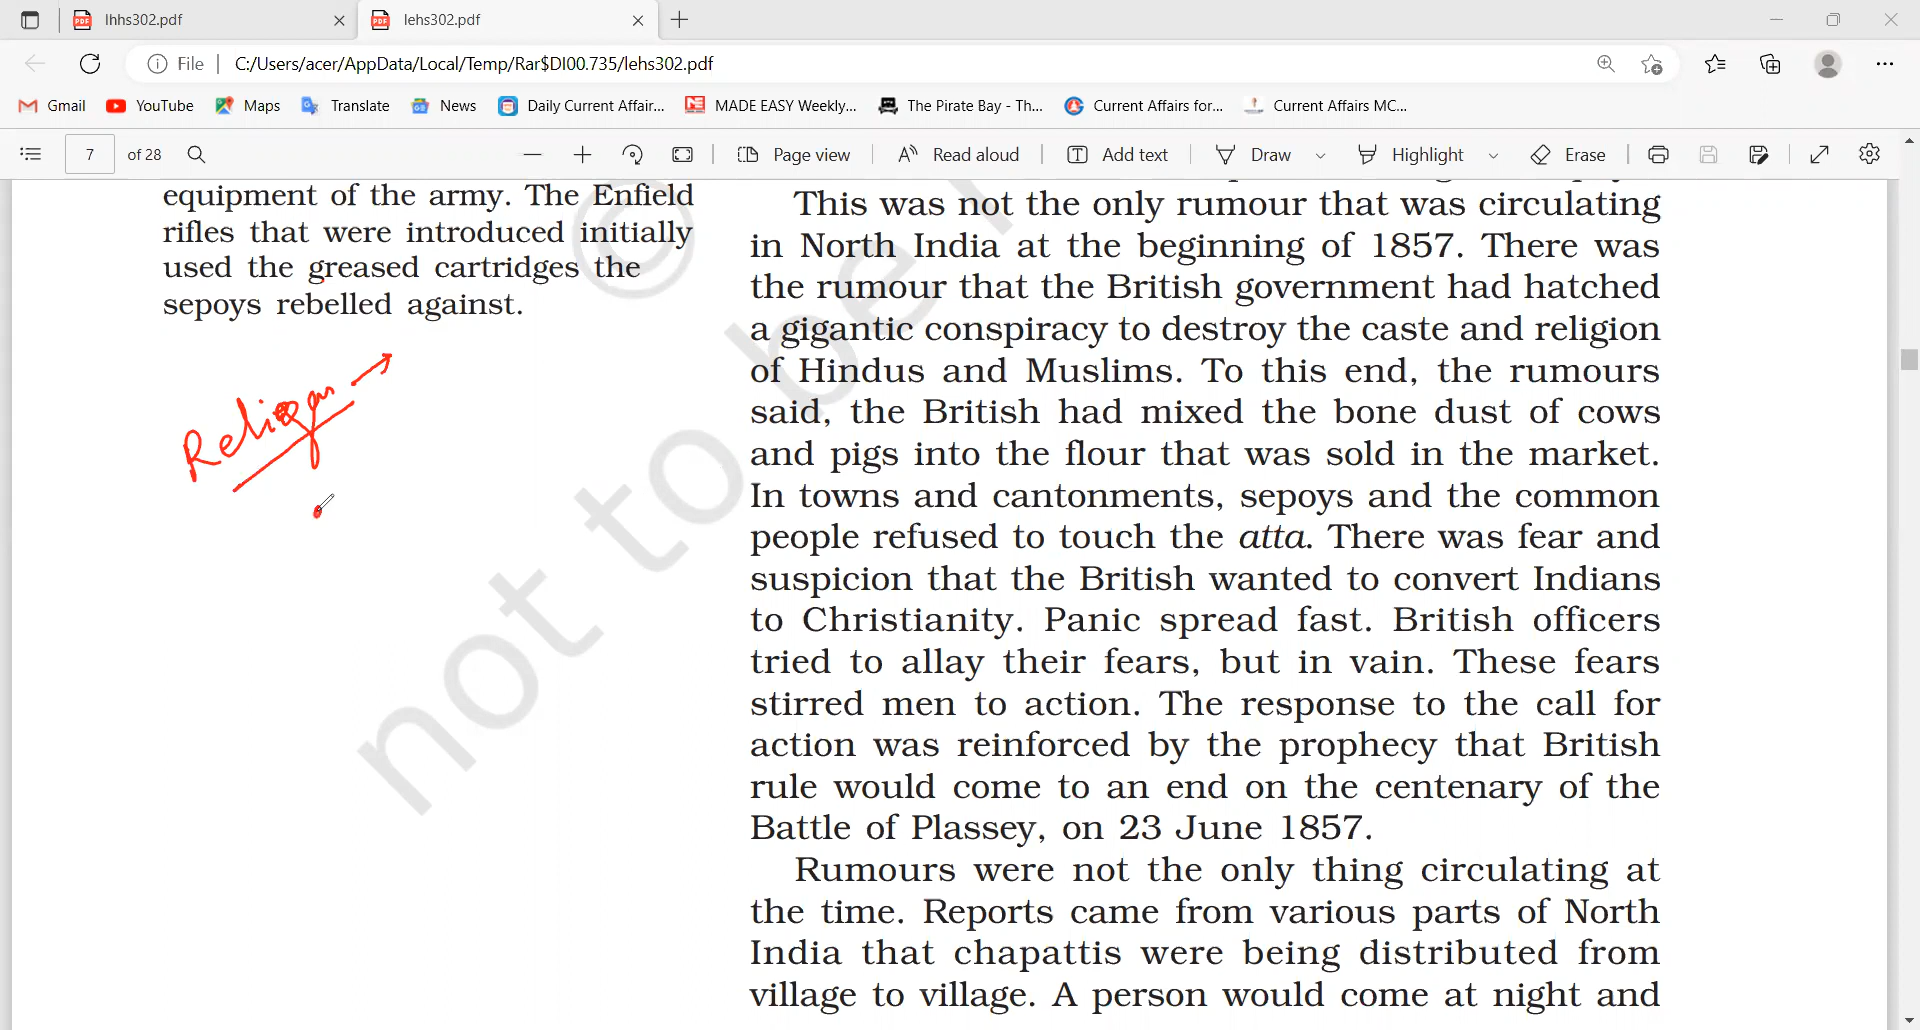 lhhs302.pdf
lehs302.pdf
File C:/Users/acer/AppData/Local/Temp/Rar$DI00.735/lehs302.pdf
Gmail YouTube Maps Translate News Daily Current Affair... MADE EASY Weekly... The Pirate Bay - Th... Current Affairs for... Current Affairs MC...
7 of 28 Page view Read aloud Add text Draw Highlight Erase
equipment of the army. The Enfield
rifles that were introduced initially
used the greased cartridges the
sepoys rebelled against.
This was not the only rumour that was circulating
in North India at the beginning of 1857. There was
the rumour that the British government had hatched
a gigantic conspiracy to destroy the caste and religion
of Hindus and Muslims. To this end, the rumours
said, the British had mixed the bone dust of cows
and pigs into the flour that was sold in the market.
In towns and cantonments, sepoys and the common
people refused to touch the atta. There was fear and
suspicion that the British wanted to convert Indians
to Christianity. Panic spread fast. British officers
tried to allay their fears, but in vain. These fears
stirred men to action. The response to the call for
action was reinforced by the prophecy that British
rule would come to an end on the centenary of the
Battle of Plassey, on 23 June 1857.
Rumours were not the only thing circulating at
the time. Reports came from various parts of North
India that chapattis were being distributed from
village to village. A person would come at night and
© not to be r